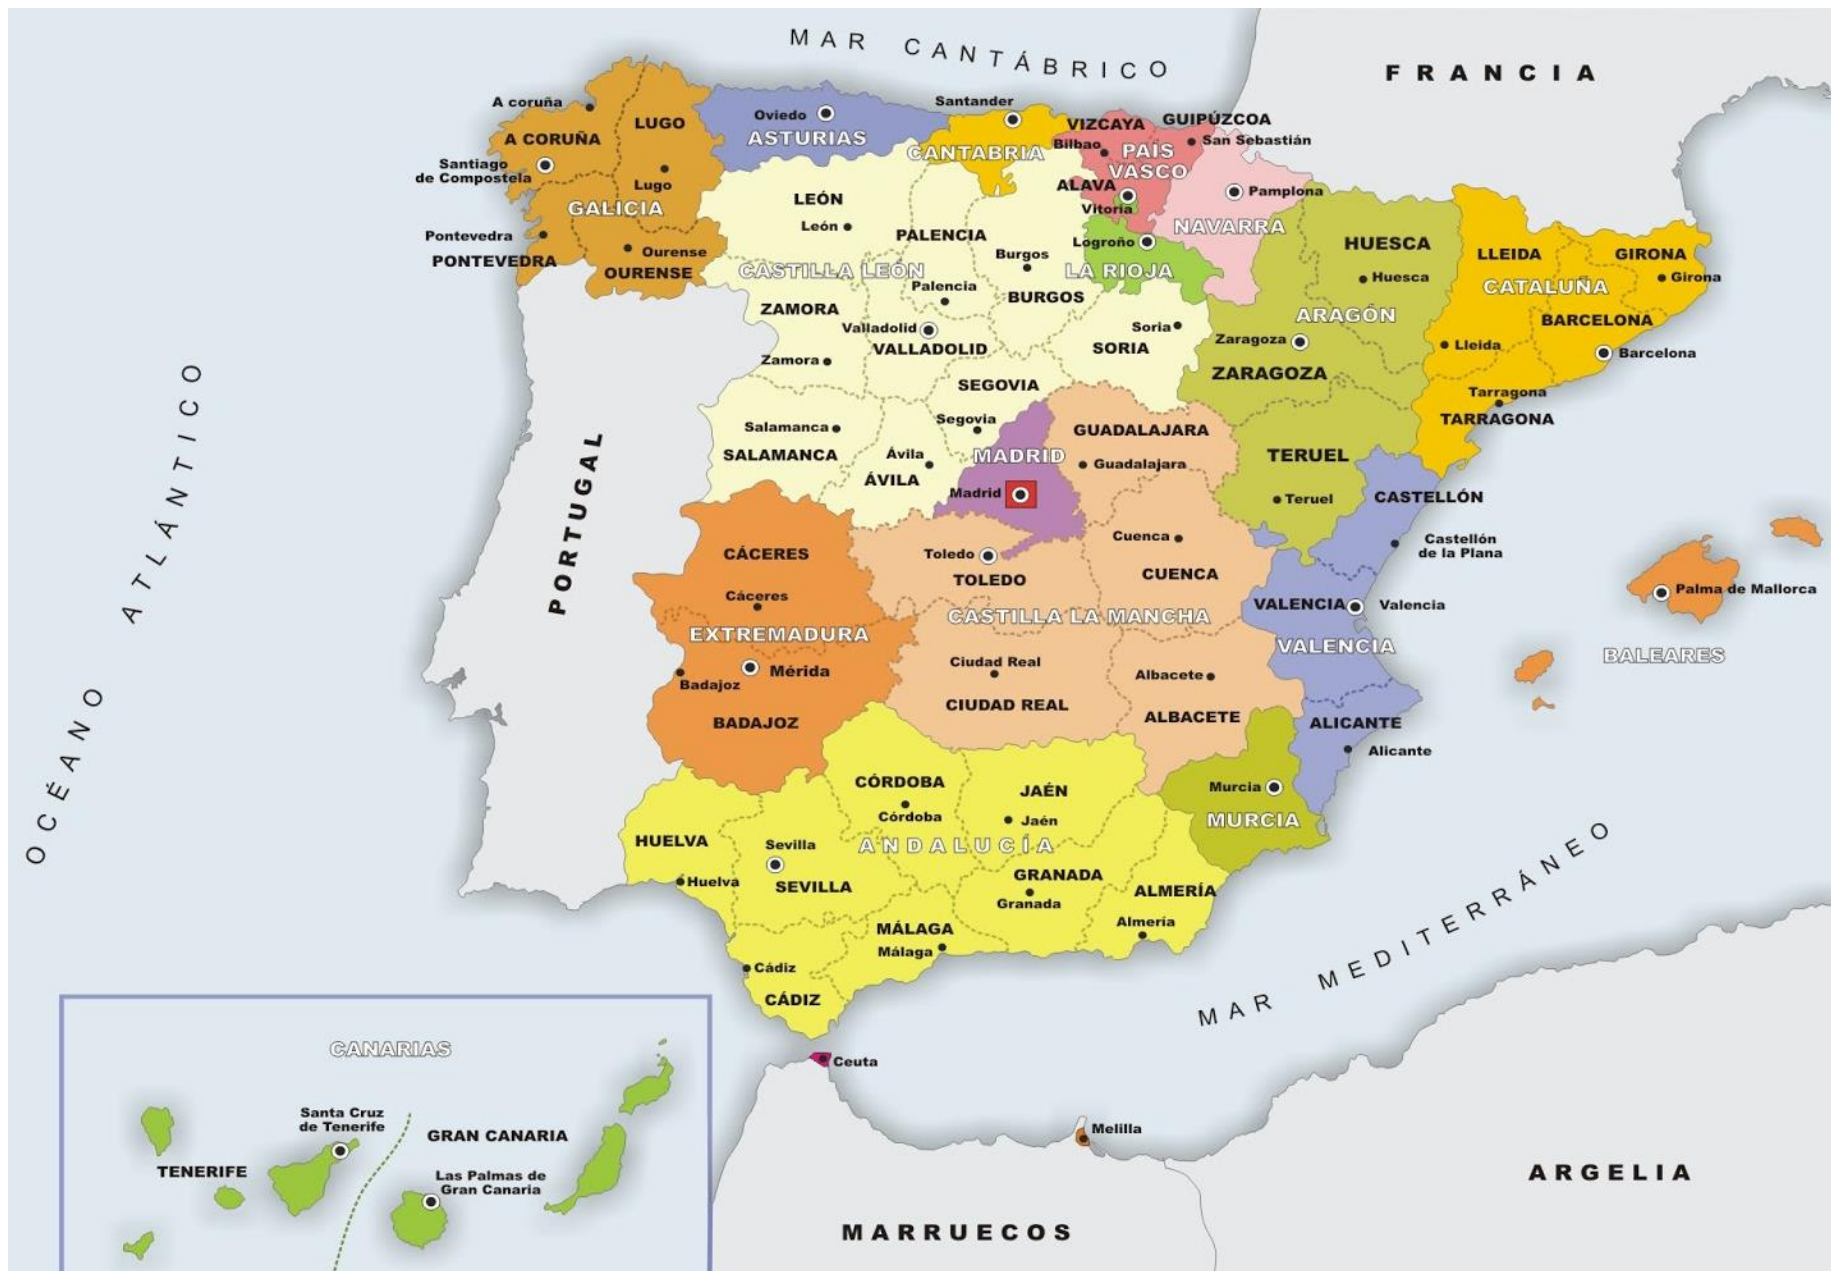 MAR CANTÁBRICO
FRANCIA
A coruña
A CORUÑA
LUGO
Santiago
de Compostela
Lugo
GALICIA
Pontevedra
PONTEVEDRA
Ourense
OURENSE
Oviedo
ASTURIAS
Santander
CANTABRIA
VIZCAYA
GUIPÚZCOA
Bilbao
PAÍS
VASCO
San Sebastián
ALAVA
Vitoria
Pamplona
NAVARRA
Logroño
LA RIOJA
LEÓN
León
PALENCIA
Burgos
CASTILLA LEÓN
Palencia
BURGOS
ZAMORA
Valladolid
VALLADOLID
Zamora
Soria
SORIA
SEGOVIA
Segovia
Salamanca
SALAMANCA
Ávila
ÁVILA
HUESCA
Huesca
ARAGÓN
Zaragoza
ZARAGOZA
TERUEL
Teruel
LLEIDA
GIRONA
Girona
CATALUÑA
BARCELONA
Lleida
Barcelona
Tarragona
TARRAGONA
MADRID
Madrid
GUADALAJARA
Guadalajara
Cuenca
CUENCA
Toledo
TOLEDO
CASTILLA LA MANCHA
Ciudad Real
CIUDAD REAL
Albacete
ALBACETE
CASTELLÓN
Castellón
de la Plana
VALENCIA
Valencia
VALENCIA
ALICANTE
Alicante
Palma de Mallorca
BALEARES
OCÉANO ATLÁNTICO
PORTUGAL
CÁCERES
Cáceres
EXTREMADURA
Mérida
Badajoz
BADAJOZ
Murcia
MURCIA
CÓRDOBA
Córdoba
JAÉN
Jaén
HUELVA
Huelva
Sevilla
SEVILLA
ANDALUCÍA
GRANADA
Granada
ALMERÍA
Almería
MÁLAGA
Málaga
Cádiz
CÁDIZ
MAR MEDITERRÁNEO
Ceuta
Melilla
MARRUECOS
ARGELIA
CANARIAS
Santa Cruz
de Tenerife
TENERIFE
GRAN CANARIA
Las Palmas de
Gran Canaria